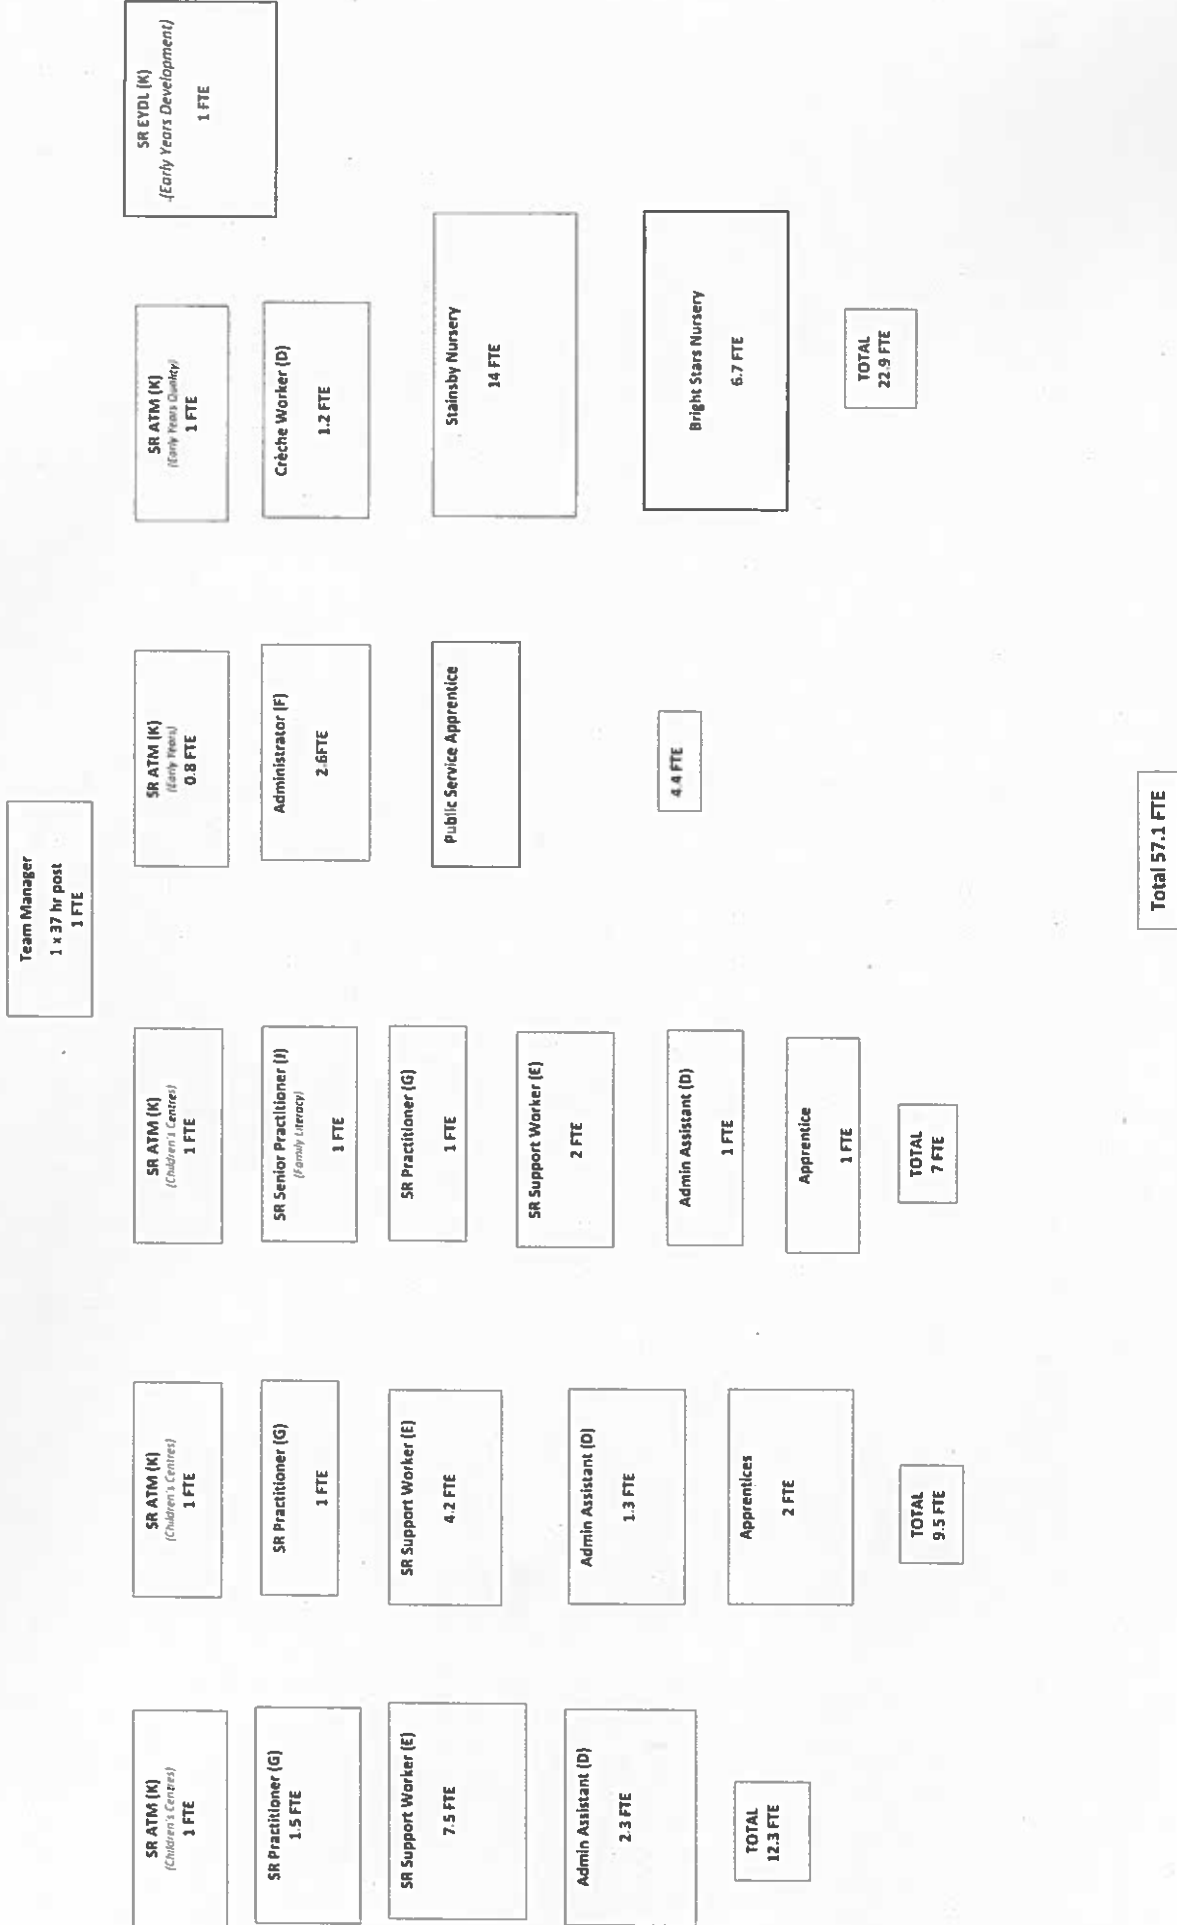 Team Manager
1 x 37 hr post
1 FTE
SR ATM (K)
(Children's Centres)
1 FTE
SR Practitioner (G)
1.5 FTE
SR Support Worker (E)
7.5 FTE
Admin Assistant (D)
2.3 FTE
TOTAL
12.3 FTE
SR ATM (K)
(Children's Centres)
1 FTE
SR Practitioner (G)
1 FTE
SR Support Worker (E)
4.2 FTE
Admin Assistant (D)
1.3 FTE
Apprentices
2 FTE
TOTAL
9.5 FTE
SR ATM (K)
(Children's Centres)
1 FTE
SR Senior Practitioner (J)
(Family Literacy)
1 FTE
SR Practitioner (G)
1 FTE
SR Support Worker (E)
2 FTE
Admin Assistant (D)
1 FTE
Apprentice
1 FTE
TOTAL
7 FTE
SR ATM (K)
(Early Years)
0.8 FTE
Administrator (F)
2.6FTE
Public Service Apprentice
4.4 FTE
SR ATM (K)
(Early Years Quality)
1 FTE
Crèche Worker (D)
1.2 FTE
Stainsby Nursery
14 FTE
Bright Stars Nursery
6.7 FTE
TOTAL
22.9 FTE
SR EYDL (K)
(Early Years Development)
1 FTE
Total 57.1 FTE